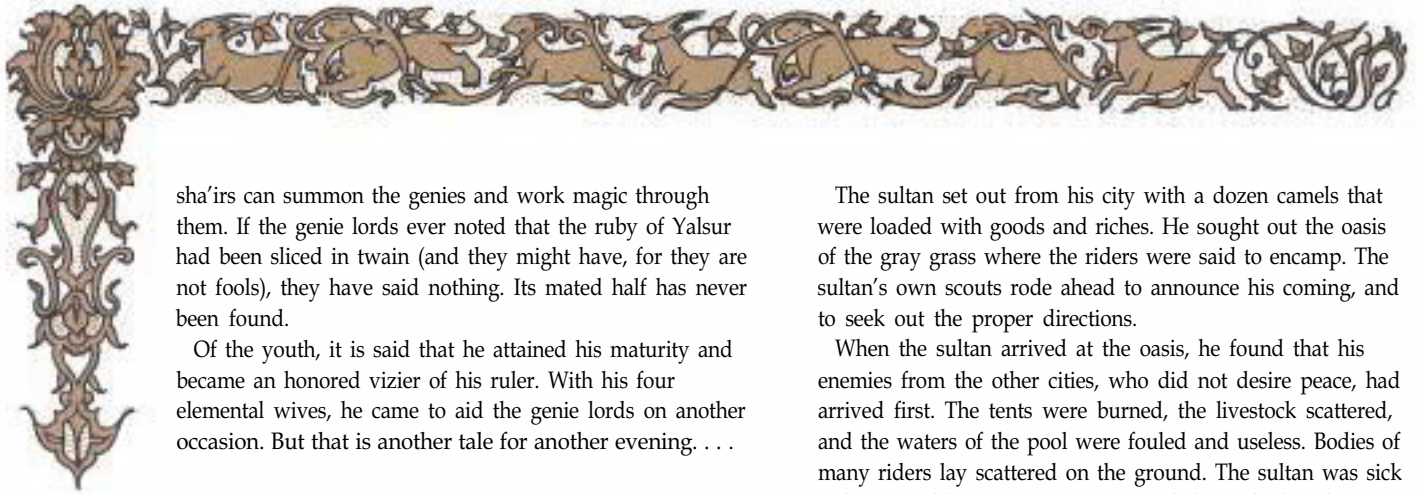 sha'irs can summon the genies and work magic through
them. If the genie lords ever noted that the ruby of Yalsur
had been sliced in twain (and they might have, for they are
not fools), they have said nothing. Its mated half has never
been found.
Of the youth, it is said that he attained his maturity and
became an honored vizier of his ruler. With his four
elemental wives, he came to aid the genie lords on another
occasion. But that is another tale for another evening. . . .
The sultan set out from his city with a dozen camels that
were loaded with goods and riches. He sought out the oasis
of the gray grass where the riders were said to encamp. The
sultan's own scouts rode ahead to announce his coming, and
to seek out the proper directions.
When the sultan arrived at the oasis, he found that his
enemies from the other cities, who did not desire peace, had
arrived first. The tents were burned, the livestock scattered,
and the waters of the pool were fouled and useless. Bodies of
many riders lay scattered on the ground. The sultan was sick